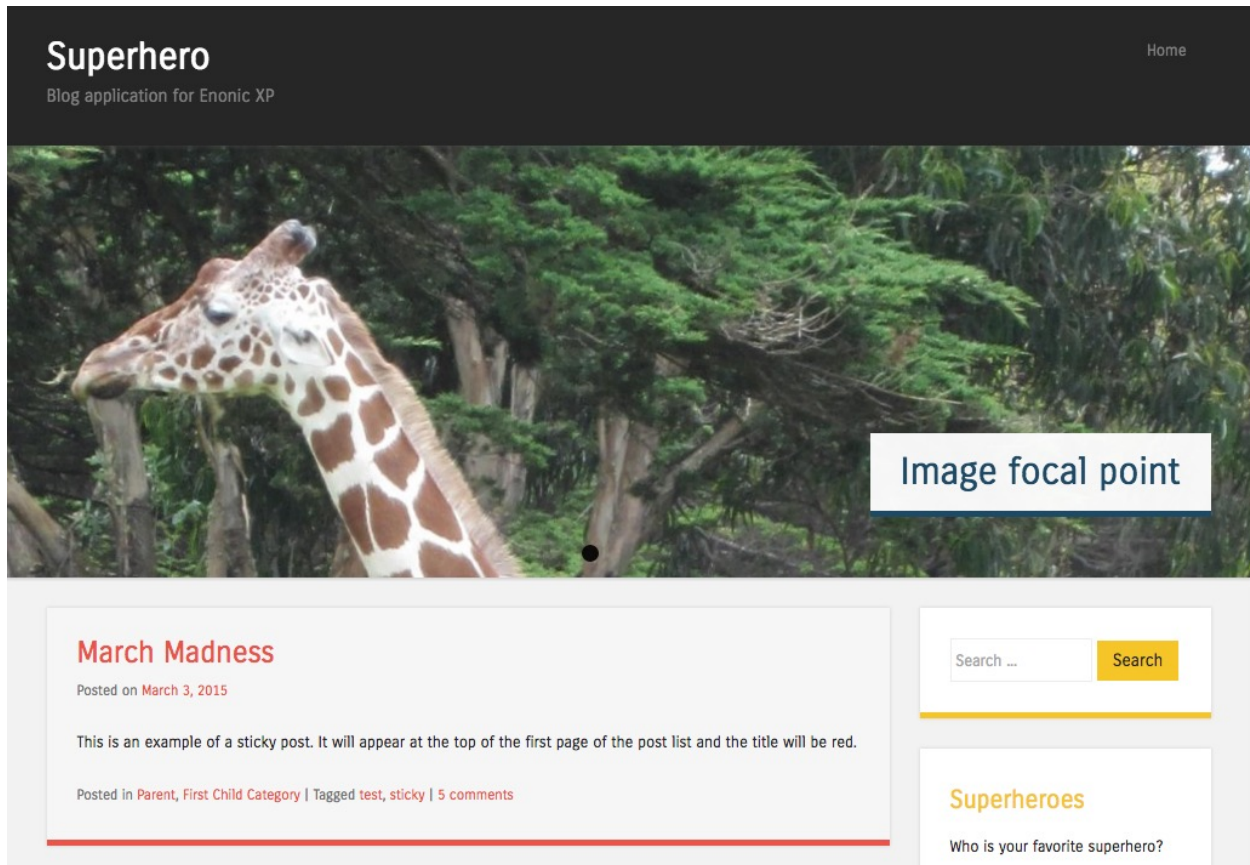 Superhero
Home
Blog application for Enonic XP
Image focal point
March Madness
Posted on March 3, 2015
This is an example of a sticky post. It will appear at the top of the first page of the post list and the title will be red.
Posted in Parent, First Child Category | Tagged test, sticky | 5 comments
Search ...
Search
Superheroes
Who is your favorite superhero?